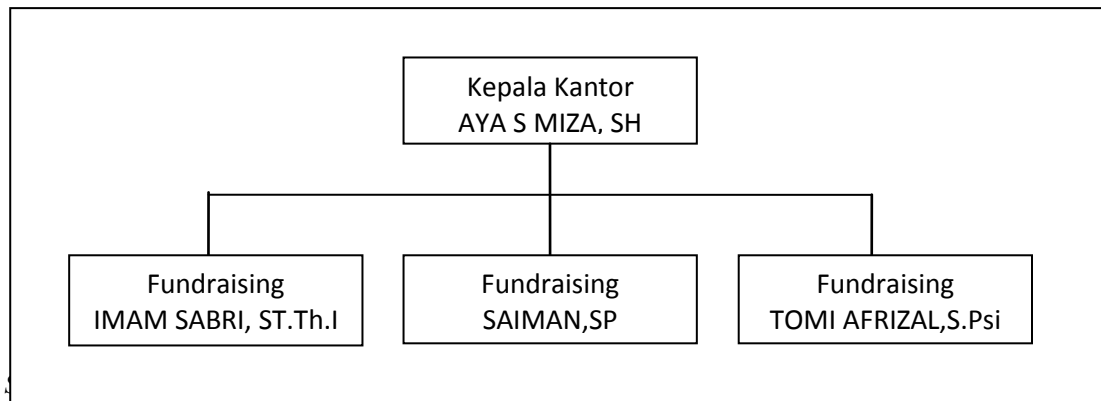 Kepala Kantor
AYA S MIZA, SH
Fundraising
IMAM SABRI, ST.Th.I
Fundraising
SAIMAN,SP
Fundraising
TOMI AFRIZAL,S.Psi